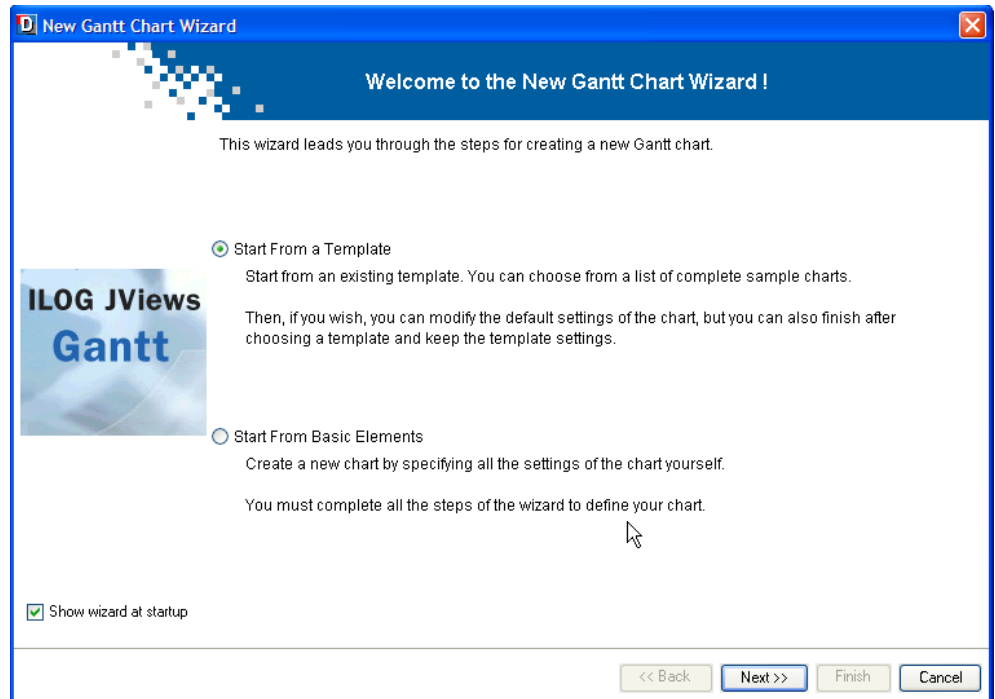 New Gantt Chart Wizard
Welcome to the New Gantt Chart Wizard !
This wizard leads you through the steps for creating a new Gantt chart.
Start From a Template
Start from an existing template. You can choose from a list of complete sample charts.
Then, if you wish, you can modify the default settings of the chart, but you can also finish after
choosing a template and keep the template settings.
ILOG JViews
Gantt
Start From Basic Elements
Create a new chart by specifying all the settings of the chart yourself.
You must complete all the steps of the wizard to define your chart.
Show wizard at startup
<< Back
Next >>
Finish
Cancel